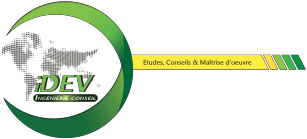 iDEV
INGÉNIERIE CONSEIL
Etudes, Conseils & Maîtrise d'oeuvre